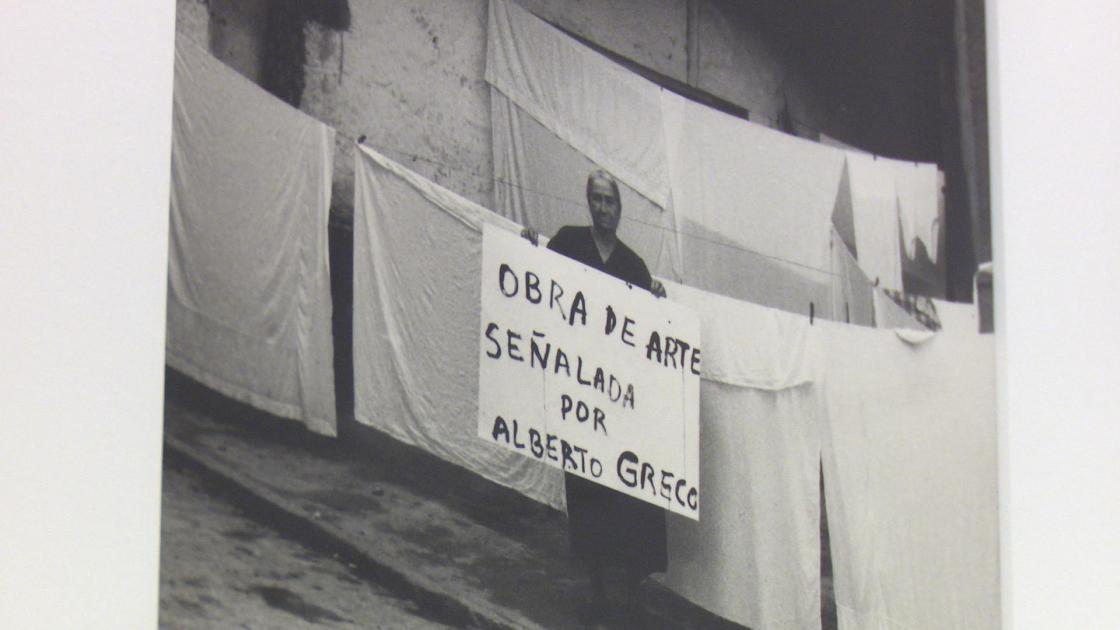 OBRA DE ARTE
SEÑALADA
POR
ALBERTO GRECO